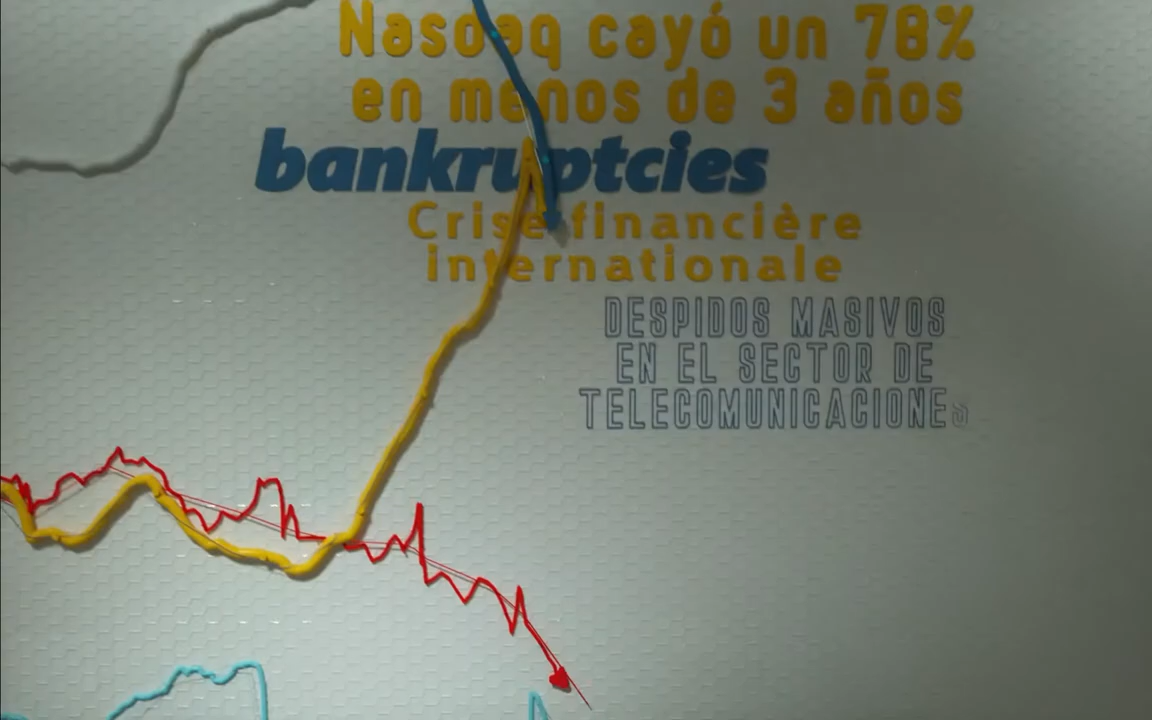 Nasdaq cayó un 78%
en menos de 3 años
bankruptcies
Crise financière
internationale
DESPIDOS MASIVOS
EN EL SECTOR DE
TELECOMUNICACIONES